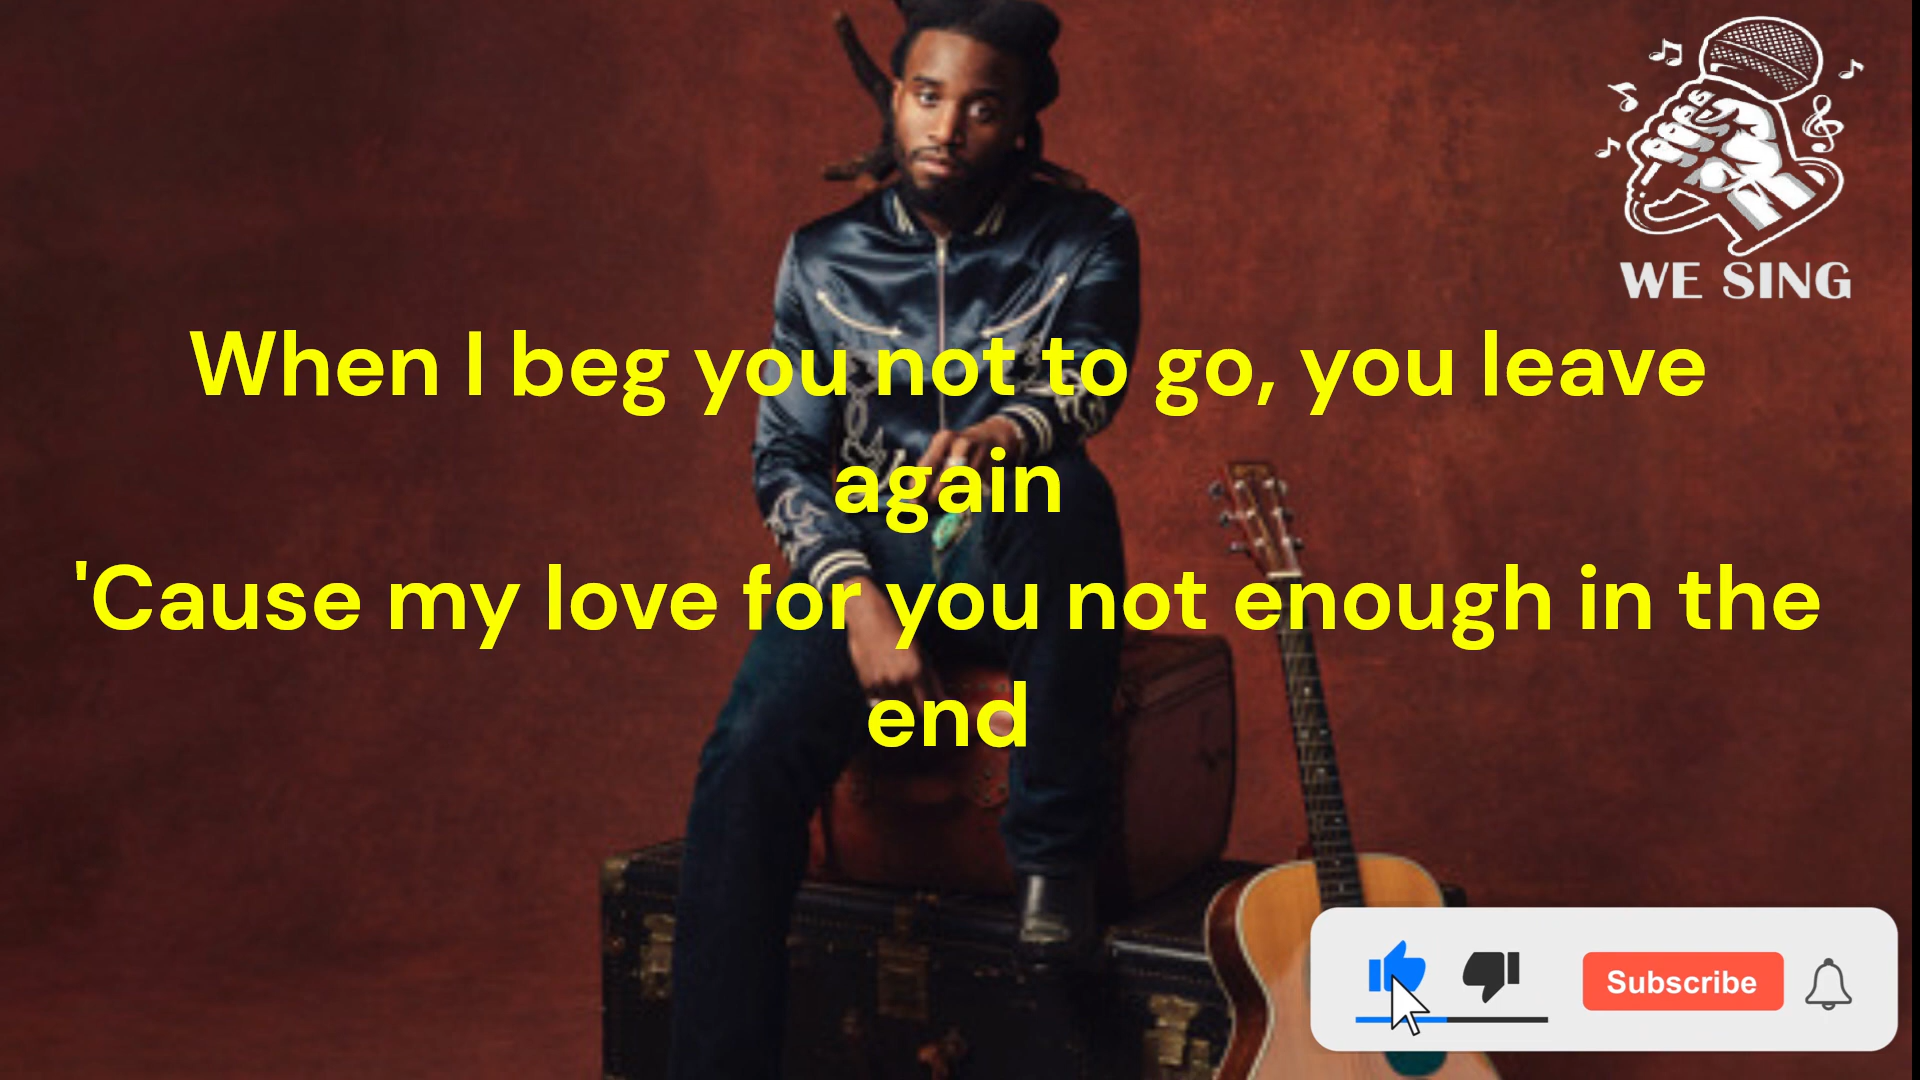 WE SING
When I beg you not to go, you leave
again
'Cause my love for you not enough in the
end
Subscribe